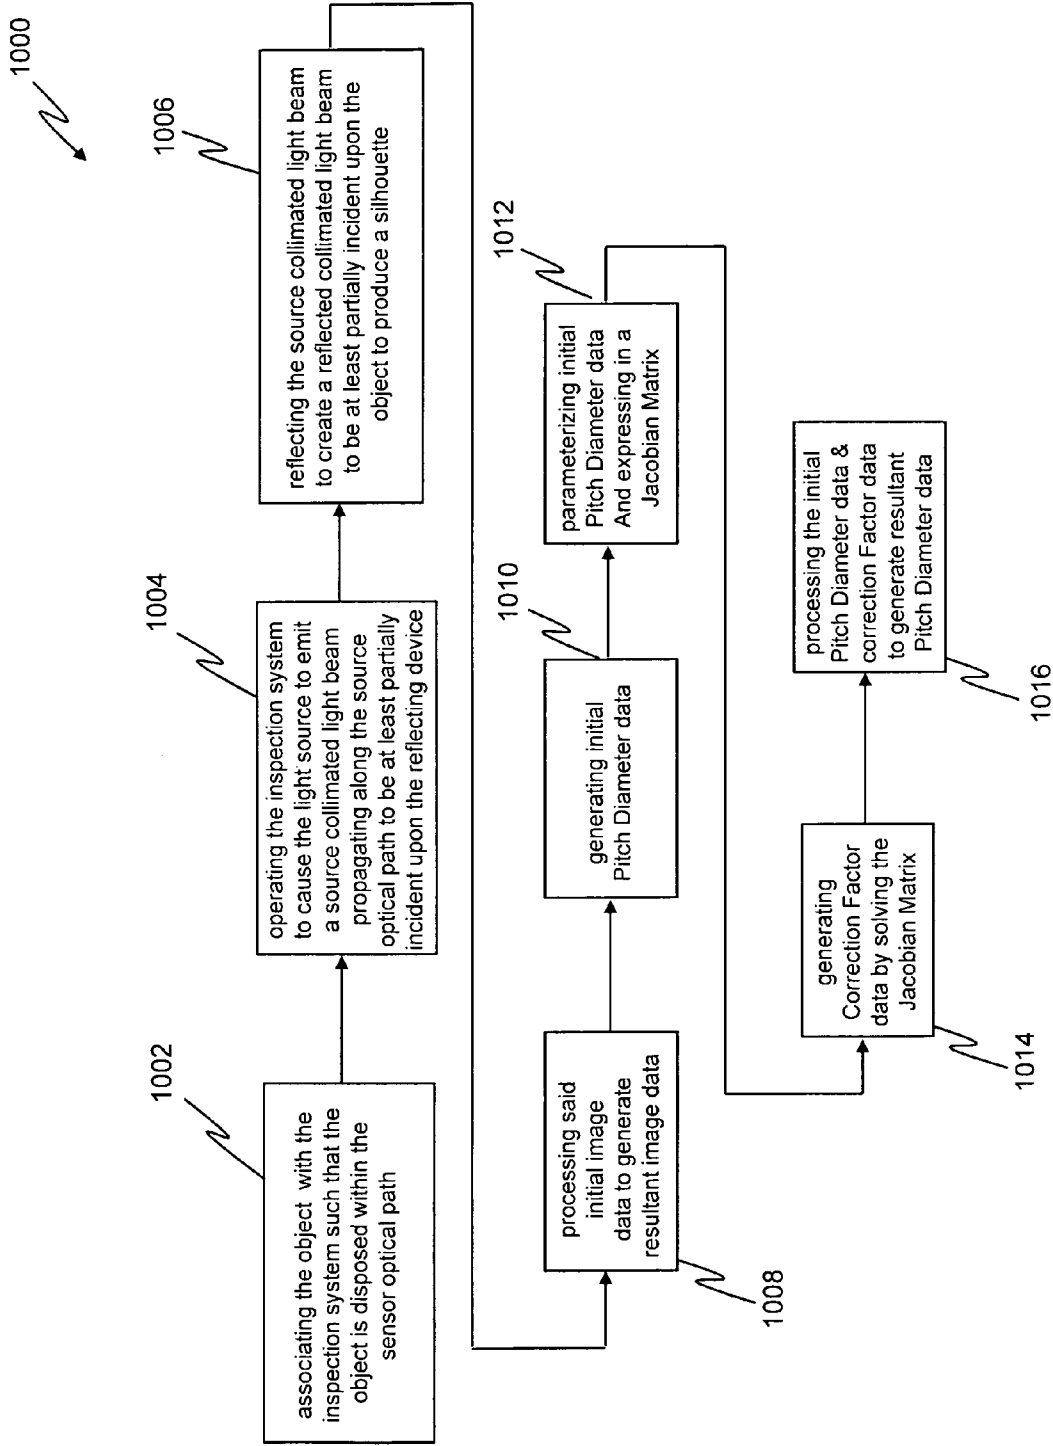 1000
1002
associating the object with the
inspection system such that the
object is disposed within the
sensor optical path
1004
operating the inspection system
to cause the light source to emit
a source collimated light beam
propagating along the source
optical path to be at least partially
incident upon the reflecting device
1006
reflecting the source collimated light beam
to create a reflected collimated light beam
to be at least partially incident upon the
object to produce a silhouette
processing said
initial image
data to generate
resultant image data
1008
1010
generating initial
Pitch Diameter data
1012
parameterizing initial
Pitch Diameter data
And expressing in a
Jacobian Matrix
generating
Correction Factor
data by solving the
Jacobian Matrix
1014
processing the initial
Pitch Diameter data &
correction Factor data
to generate resultant
Pitch Diameter data
1016